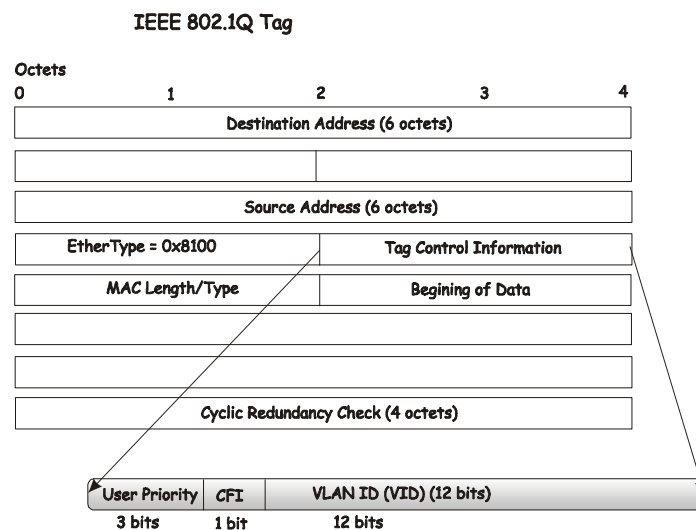 IEEE 802.1Q Tag
Octets
0 1 2 3 4
Destination Address (6 octets)
Source Address (6 octets)
EtherType = 0x8100 Tag Control Information
MAC Length/Type Begining of Data
Cyclic Redundancy Check (4 octets)
User Priority CFI VLAN ID (VID) (12 bits)
3 bits 1 bit 12 bits